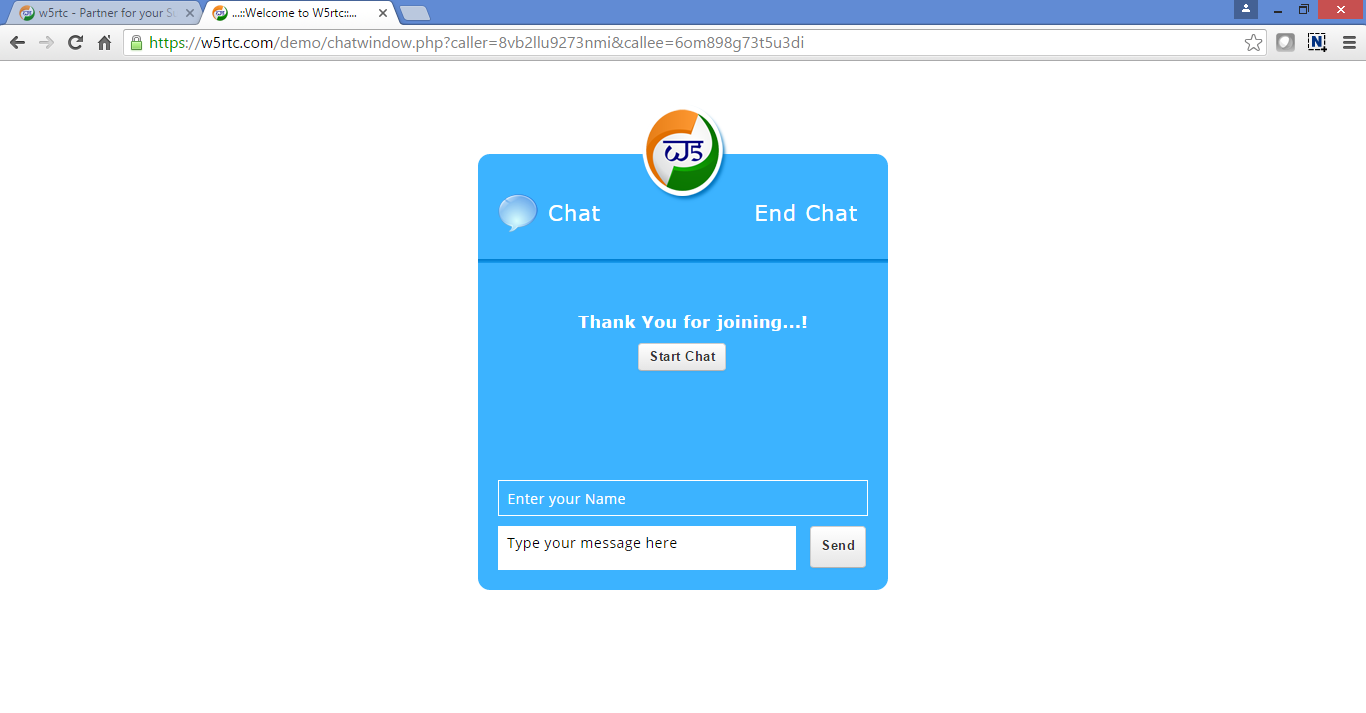 w5rtc - Partner for your Su
...::Welcome to W5rtc::...
https://w5rtc.com/demo/chatwindow.php?caller=8vb2llu9273nmi&callee=6om898g73t5u3di
N
Chat
End Chat
Thank You for joining...!
Start Chat
Enter your Name
Type your message here
Send